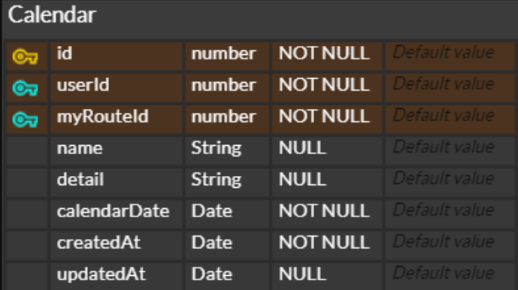 Calendar
id number NOT NULL Default value
userId number NOT NULL Default value
myRouteId number NOT NULL Default value
name String NULL Default value
detail String NULL Default value
calendarDate Date NOT NULL Default value
createdAt Date NOT NULL Default value
updatedAt Date NULL Default value